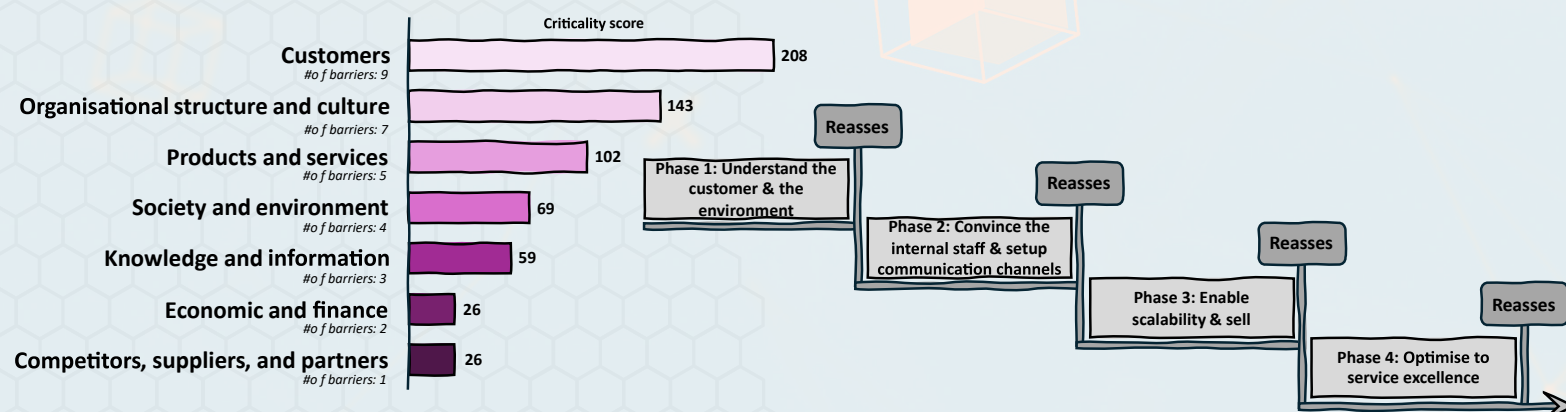 Criticality score
Customers
#o f barriers: 9
208
Organisational structure and culture
#o f barriers: 7
143
Products and services
#o f barriers: 5
102
Society and environment
#o f barriers: 4
69
Knowledge and information
#o f barriers: 3
59
Economic and finance
#o f barriers: 2
26
Competitors, suppliers, and partners
#o f barriers: 1
26
Phase 1: Understand the
customer & the
environment
Reasses
Phase 2: Convince the
internal staff & setup
communication channels
Reasses
Phase 3: Enable
scalability & sell
Reasses
Phase 4: Optimise to
service excellence
Reasses